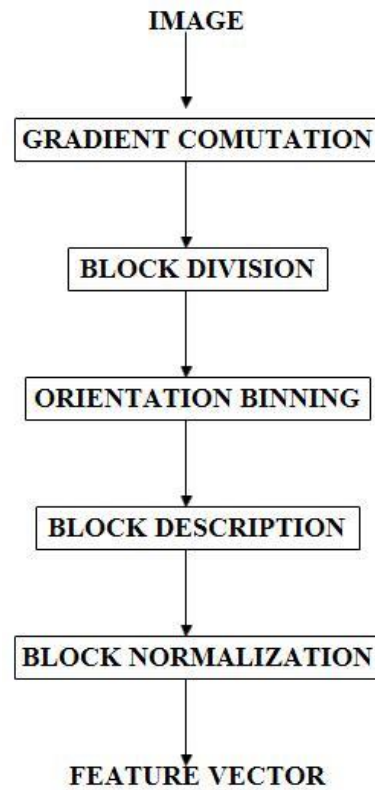 IMAGE
GRADIENT COMUTATION
BLOCK DIVISION
ORIENTATION BINNING
BLOCK DESCRIPTION
BLOCK NORMALIZATION
FEATURE VECTOR